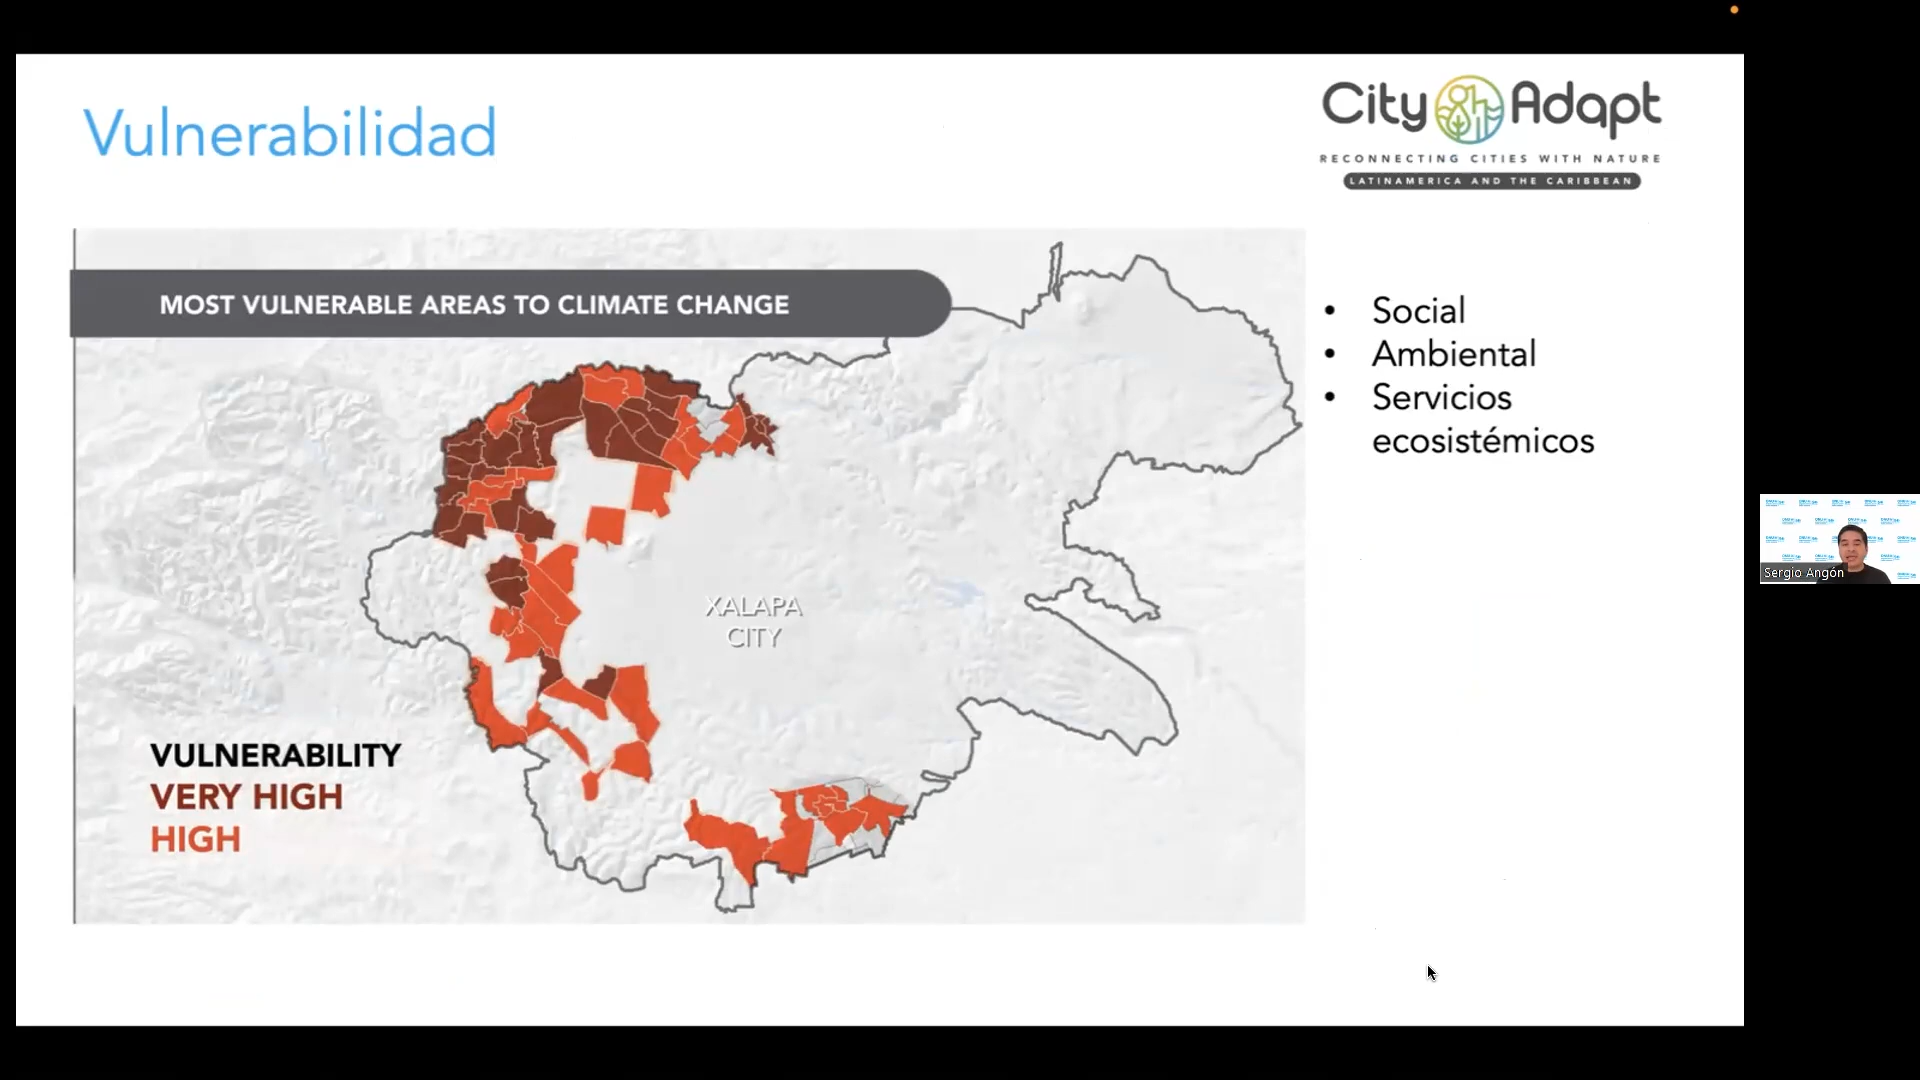 Vulnerabilidad
City Adapt
RECONNECTING CITIES WITH NATURE
LATINAMERICA AND THE CARIBBEAN
MOST VULNERABLE AREAS TO CLIMATE CHANGE
• Social
• Ambiental
• Servicios
ecosistémicos
XALAPA
CITY
VULNERABILITY
VERY HIGH
HIGH
Sergio Angón